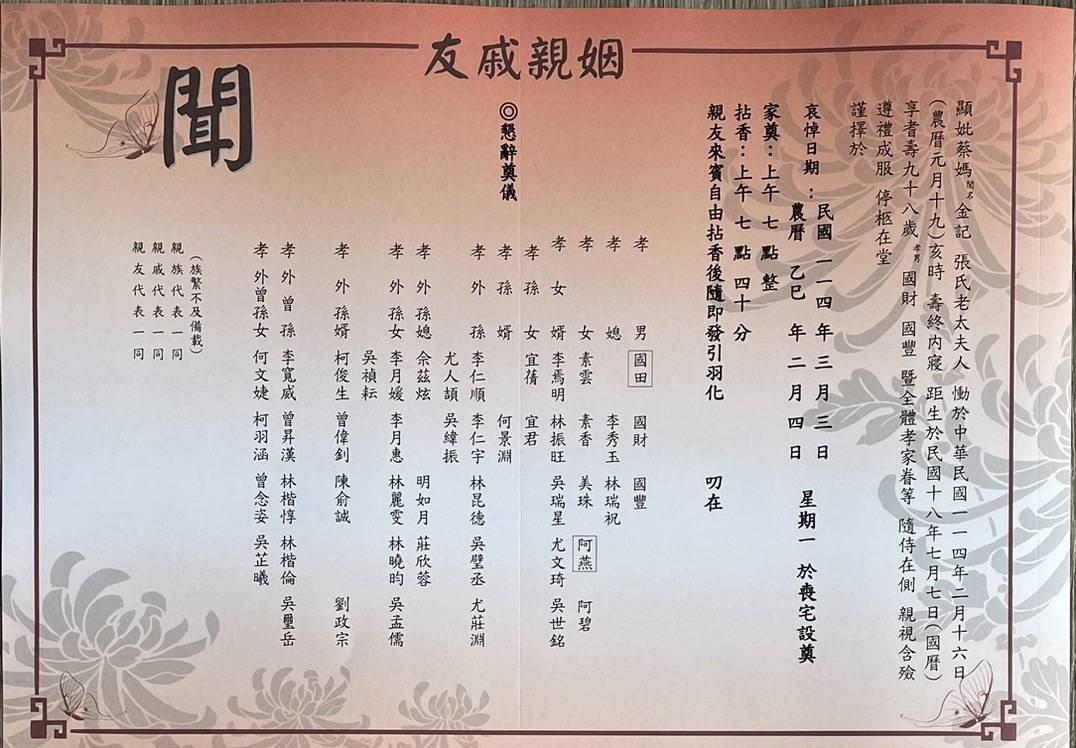 顯妣蔡媽聞名金記 張氏老太夫人 慟於中華民國一一四年二月十六日
(農曆元月十九)亥時 壽終內寢 距生於民國十八年七月七日(國曆)
享耆壽九十八歲 孝男 國財 國豐 暨全體孝家眷等 隨侍在側 親視含殮
遵禮成服 停柩在堂
謹擇於
哀悼日期:民國一一四年三月三日
農曆 乙巳 年 二 月 四 日
星期一 於喪宅設奠
家奠:上午 七 點 整
拈香:上午 七 點 四十 分
親友來賓自由拈香後隨即發引羽化 叨在
姻親戚友
孝男 國田 國財 國豐
孝媳 李秀玉 林瑞祝
孝女 素雲 素香 美珠 阿燕 阿碧
孝女婿 李焉明 林振旺 吳瑞星 尤文琦 吳世銘
孝孫女 宜蒨 宜君
孝孫婿 何景淵
孝外孫 李仁順 李仁宇 林昆德 吳璧丞 尤莊淵
尤人頡 吳緯振
孝外孫媳 佘茲炫 明如月 莊欣蓉
孝外孫女 李月媛 李月惠 林麗雯 林曉昀 吳孟儒
吳禎耘
孝外孫婿 柯俊生 曾偉釗 陳俞誠 劉政宗
孝外曾孫 李寬威 曾昇漢 林楷惇 林楷倫 吳璽岳
孝外曾孫女 何文婕 柯羽涵 曾念姿 吳芷曦
◎懇辭奠儀
(族繁不及備載)
親族代表一同
親戚代表一同
親友代表一同
聞